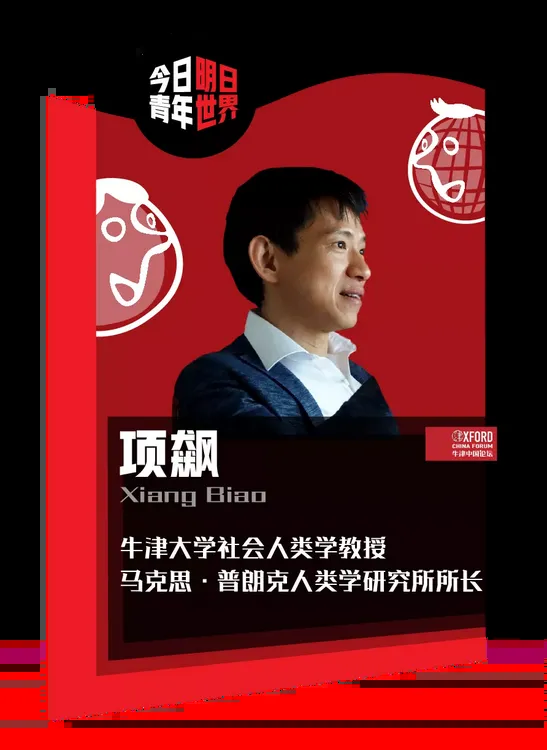 今日明日
青年世界
OXFORD
CHINA FORUM
牛津中国论坛
项飙
Xiang Biao
牛津大学社会人类学教授
马克思·普朗克人类学研究所所长